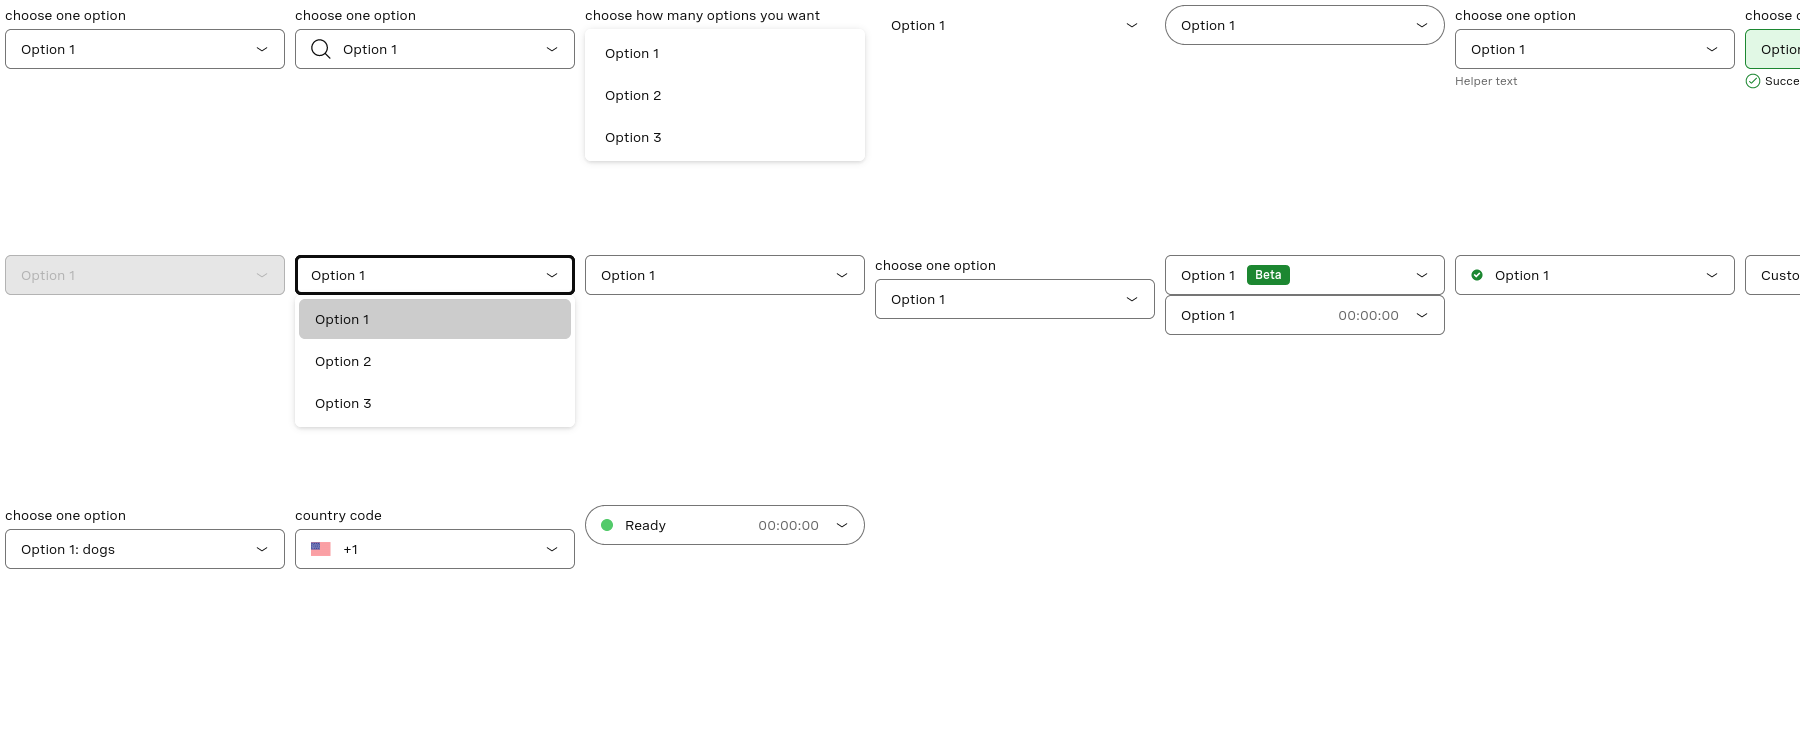 choose one option
Option 1
choose one option
Option 1
choose how many options you want
Option 1
Option 2
Option 3
Option 1
Option 1
choose one option
Option 1
Helper text
choose
Option 1
Option 1
Option 1
Option 2
Option 3
Option 1
choose one option
Option 1
Option 1 Beta
Option 1 00:00:00
Option 1
choose one option
Option 1: dogs
country code
+1
Ready 00:00:00